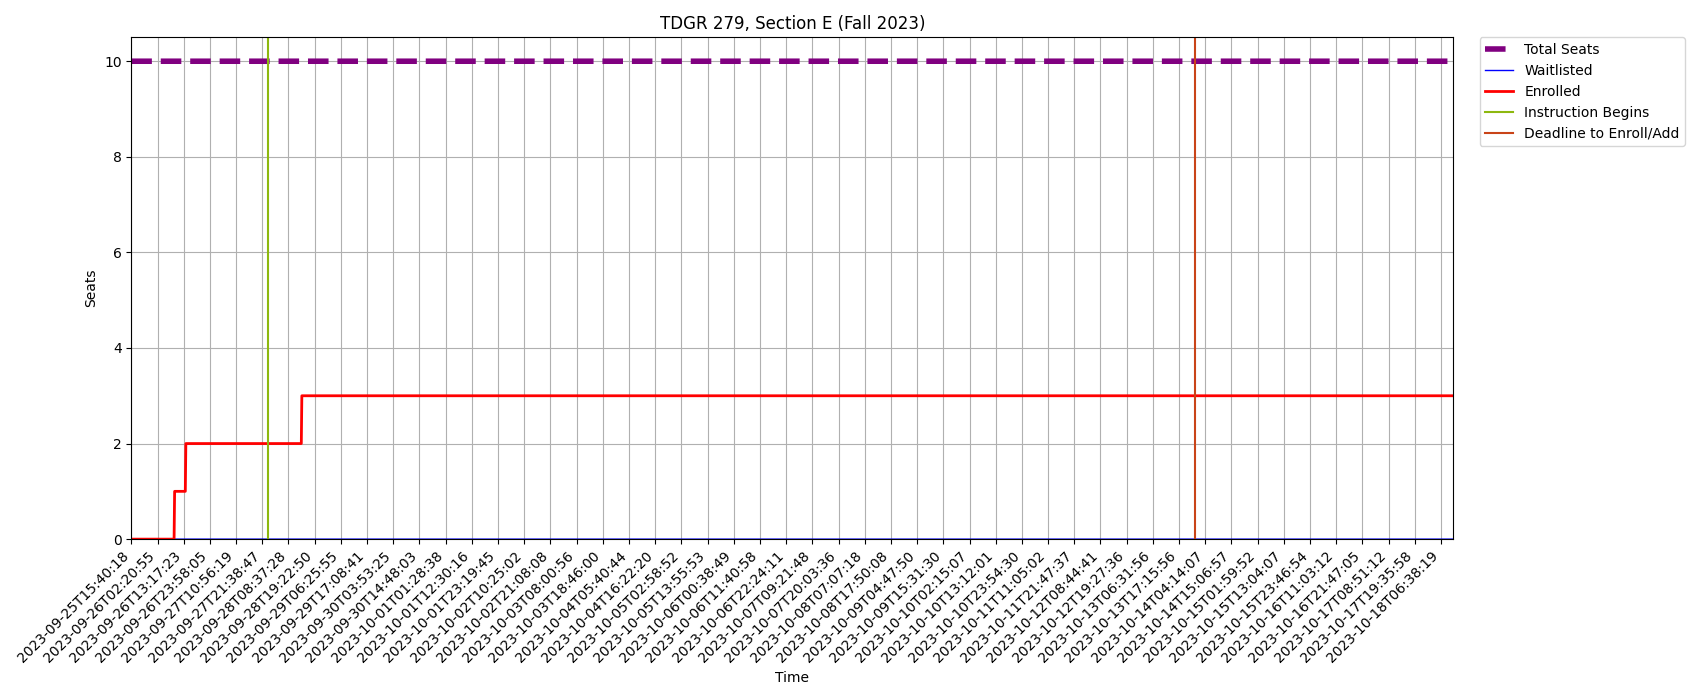 TDGR 279, Section E (Fall 2023)
Total Seats
Waitlisted
Enrolled
Instruction Begins
Deadline to Enroll/Add
Seats
10
8
6
4
2
0
2023-09-25T15:40:18
2023-09-26T02:20:55
2023-09-26T13:17:23
2023-09-26T23:58:05
2023-09-27T10:56:19
2023-09-27T21:38:47
2023-09-28T08:37:28
2023-09-28T19:22:50
2023-09-29T06:25:55
2023-09-29T17:08:41
2023-09-30T03:53:25
2023-09-30T14:48:03
2023-10-01T01:28:38
2023-10-01T12:30:16
2023-10-01T23:19:45
2023-10-02T10:25:02
2023-10-02T21:08:08
2023-10-03T08:00:56
2023-10-03T18:46:00
2023-10-04T05:40:44
2023-10-04T16:22:20
2023-10-05T02:58:52
2023-10-05T13:55:53
2023-10-06T00:38:49
2023-10-06T11:40:58
2023-10-06T22:24:11
2023-10-07T09:21:48
2023-10-07T20:03:36
2023-10-08T07:07:18
2023-10-08T17:50:08
2023-10-09T04:47:50
2023-10-09T15:31:30
2023-10-10T02:15:07
2023-10-10T13:12:01
2023-10-10T23:54:30
2023-10-11T11:05:02
2023-10-11T21:47:37
2023-10-12T08:44:41
2023-10-12T19:27:36
2023-10-13T06:31:56
2023-10-13T17:15:56
2023-10-14T04:14:07
2023-10-14T15:06:57
2023-10-15T01:59:52
2023-10-15T13:04:07
2023-10-15T23:46:54
2023-10-16T11:03:12
2023-10-16T21:47:05
2023-10-17T08:51:12
2023-10-17T19:35:58
2023-10-18T06:38:19
Time